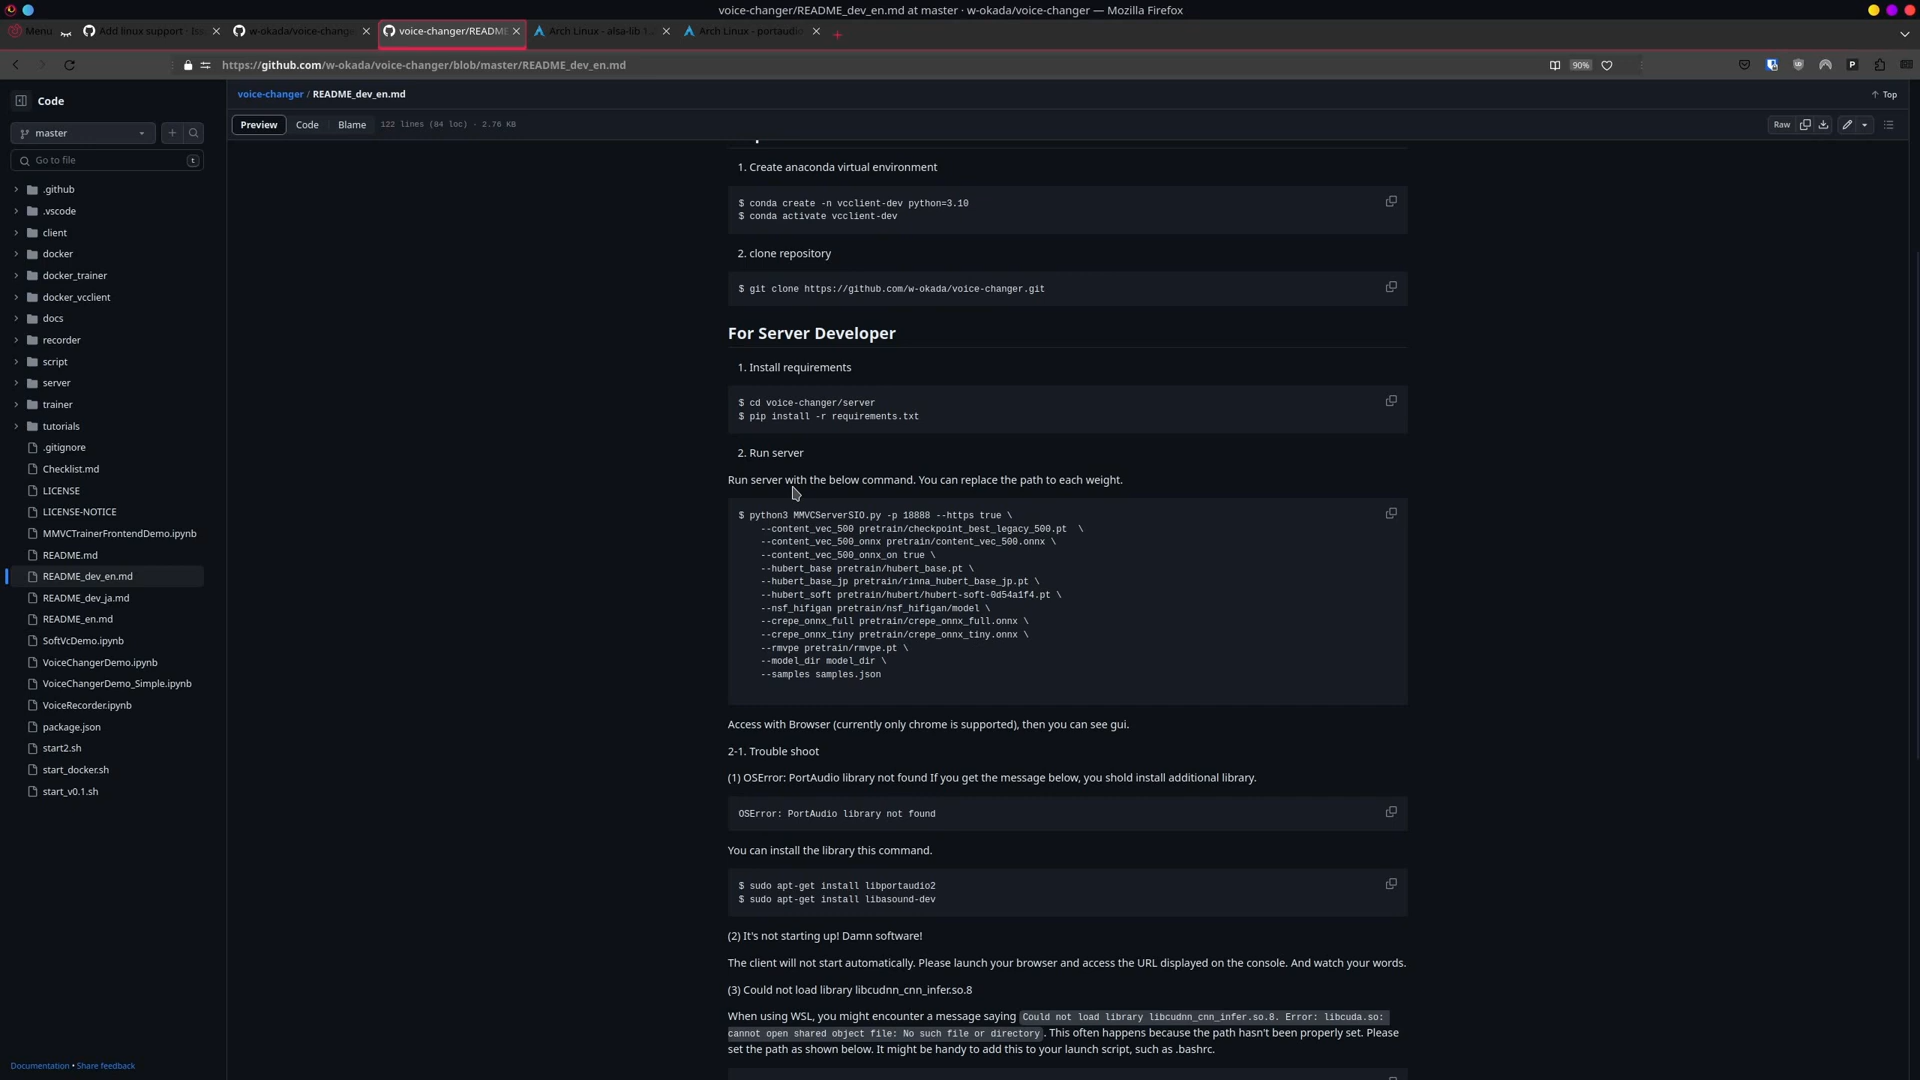 voice-changer/README_dev_en.md at master · w-okada/voice-changer — Mozilla Firefox
Menu
Add linux support · Iss
w-okada/voice-change
voice-changer/README
Arch Linux - alsa-lib 1.
Arch Linux - portaudio
https://github.com/w-okada/voice-changer/blob/master/README_dev_en.md
90%
Code
voice-changer / README_dev_en.md
Top
master
Preview
Code
Blame
122 lines (84 loc) · 2.76 KB
Raw
Go to file
t
.github
.vscode
client
docker
docker_trainer
docker_vcclient
docs
recorder
script
server
trainer
tutorials
.gitignore
Checklist.md
LICENSE
LICENSE-NOTICE
MMVCTrainerFrontendDemo.ipynb
README.md
README_dev_en.md
README_dev_ja.md
README_en.md
SoftVcDemo.ipynb
VoiceChangerDemo.ipynb
VoiceChangerDemo_Simple.ipynb
VoiceRecorder.ipynb
package.json
start2.sh
start_docker.sh
start_v0.1.sh
Documentation • Share feedback
1. Create anaconda virtual environment
$ conda create -n vcclient-dev python=3.10
$ conda activate vcclient-dev
2. clone repository
$ git clone https://github.com/w-okada/voice-changer.git
For Server Developer
1. Install requirements
$ cd voice-changer/server
$ pip install -r requirements.txt
2. Run server
Run server with the below command. You can replace the path to each weight.
$ python3 MMVCServerSIO.py -p 18888 --https true \
--content_vec_500 pretrain/checkpoint_best_legacy_500.pt \
--content_vec_500_onnx pretrain/content_vec_500.onnx \
--content_vec_500_onnx_on true \
--hubert_base pretrain/hubert_base.pt \
--hubert_base_jp pretrain/rinna_hubert_base_jp.pt \
--hubert_soft pretrain/hubert/hubert-soft-0d54a1f4.pt \
--nsf_hifigan pretrain/nsf_hifigan/model \
--crepe_onnx_full pretrain/crepe_onnx_full.onnx \
--crepe_onnx_tiny pretrain/crepe_onnx_tiny.onnx \
--rmvpe pretrain/rmvpe.pt \
--model_dir model_dir \
--samples samples.json
Access with Browser (currently only chrome is supported), then you can see gui.
2-1. Trouble shoot
(1) OSError: PortAudio library not found If you get the message below, you shold install additional library.
OSError: PortAudio library not found
You can install the library this command.
$ sudo apt-get install libportaudio2
$ sudo apt-get install libasound-dev
(2) It's not starting up! Damn software!
The client will not start automatically. Please launch your browser and access the URL displayed on the console. And watch your words.
(3) Could not load library libcudnn_cnn_infer.so.8
When using WSL, you might encounter a message saying Could not load library libcudnn_cnn_infer.so.8. Error: libcuda.so:
cannot open shared object file: No such file or directory . This often happens because the path hasn't been properly set. Please
set the path as shown below. It might be handy to add this to your launch script, such as .bashrc.